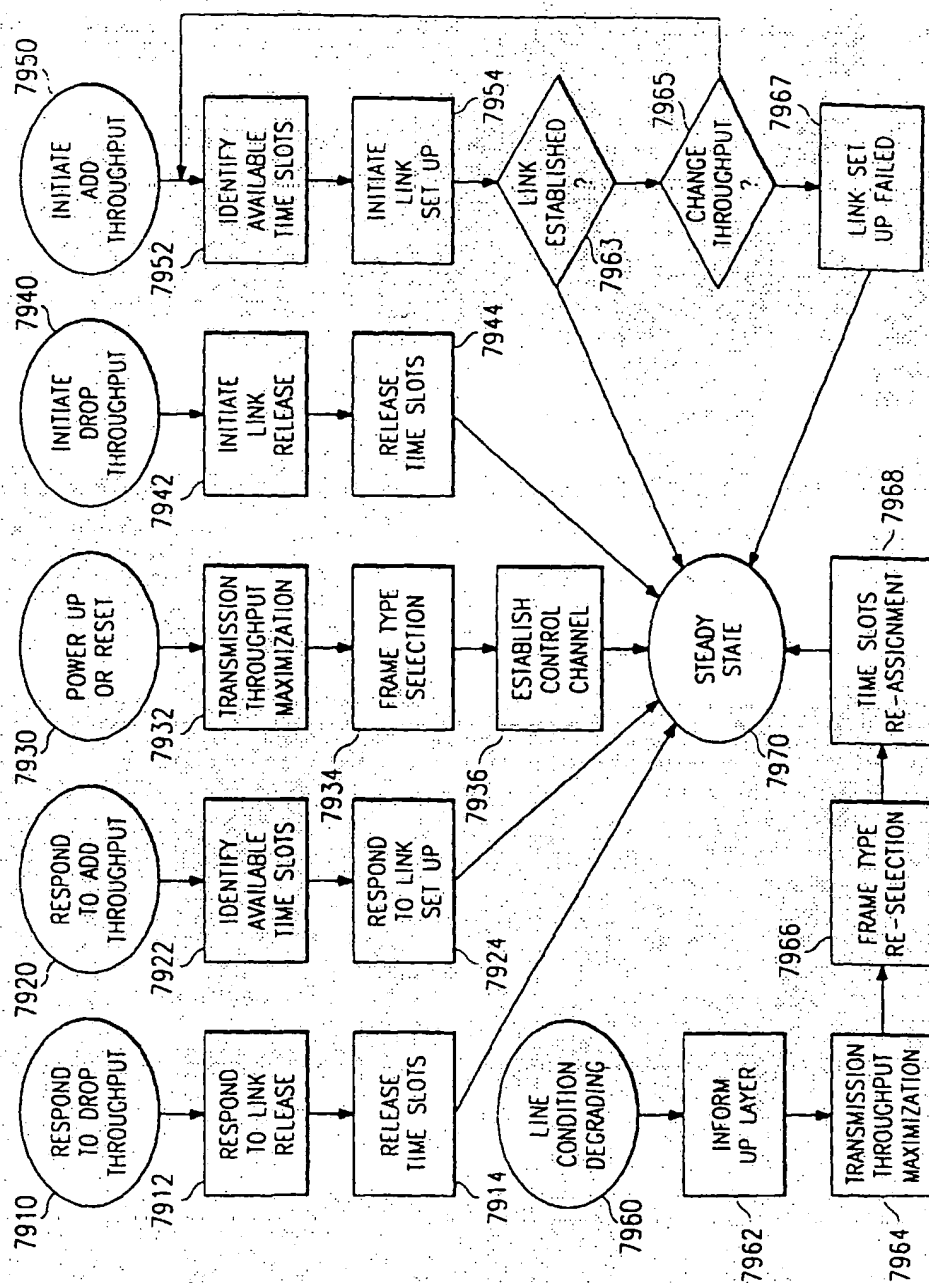 7910
RESPOND
TO DROP
THROUGHPUT
7912
RESPOND
TO LINK
RELEASE
7914
RELEASE
TIME SLOTS
7920
RESPOND
TO ADD
THROUGHPUT
7922
IDENTIFY
AVAILABLE
TIME SLOTS
7924
RESPOND
TO LINK
SET UP
7930
POWER UP
OR RESET
7932
TRANSMISSION
THROUGHPUT
MAXIMIZATION
7934
FRAME TYPE
SELECTION
7936
ESTABLISH
CONTROL
CHANNEL
7940
INITIATE
DROP
THROUGHPUT
7942
INITIATE
LINK
RELEASE
7944
RELEASE
TIME SLOTS
7950
INITIATE
ADD
THROUGHPUT
7952
IDENTIFY
AVAILABLE
TIME SLOTS
7954
INITIATE
LINK
SET UP
LINK
ESTABLISHED
?
7963
7965
CHANGE
THROUGHPUT
?
7967
LINK SET
UP FAILED
LINE
CONDITION
DEGRADING
7960
INFORM
UP LAYER
7962
TRANSMISSION
THROUGHPUT
MAXIMIZATION
7964
7966
FRAME TYPE
RE-SELECTION
7968
TIME SLOTS
RE-ASSIGNMENT
STEADY
STATE
7970